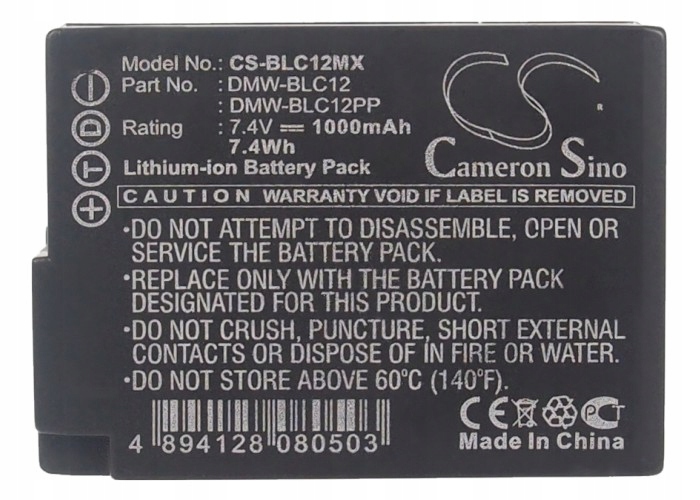 Model No.: CS-BLC12MX
Part No. : DMW-BLC12
: DMW-BLC12PP
Rating : 7.4V 1000mAh
7.4Wh
Lithium-ion Battery Pack
CS
®
Cameron Sino
− D T +
CAUTION WARRANTY VOID IF LABEL IS REMOVED
•DO NOT ATTEMPT TO DISASSEMBLE, OPEN OR
SERVICE THE BATTERY PACK.
•REPLACE ONLY WITH THE BATTERY PACK
DESIGNATED FOR THIS PRODUCT.
•DO NOT CRUSH, PUNCTURE, SHORT EXTERNAL
CONTACTS OR DISPOSE OF IN FIRE OR WATER.
•DO NOT STORE ABOVE 60°C (140°F).
4 894128 080503
CE PCT
Made In China